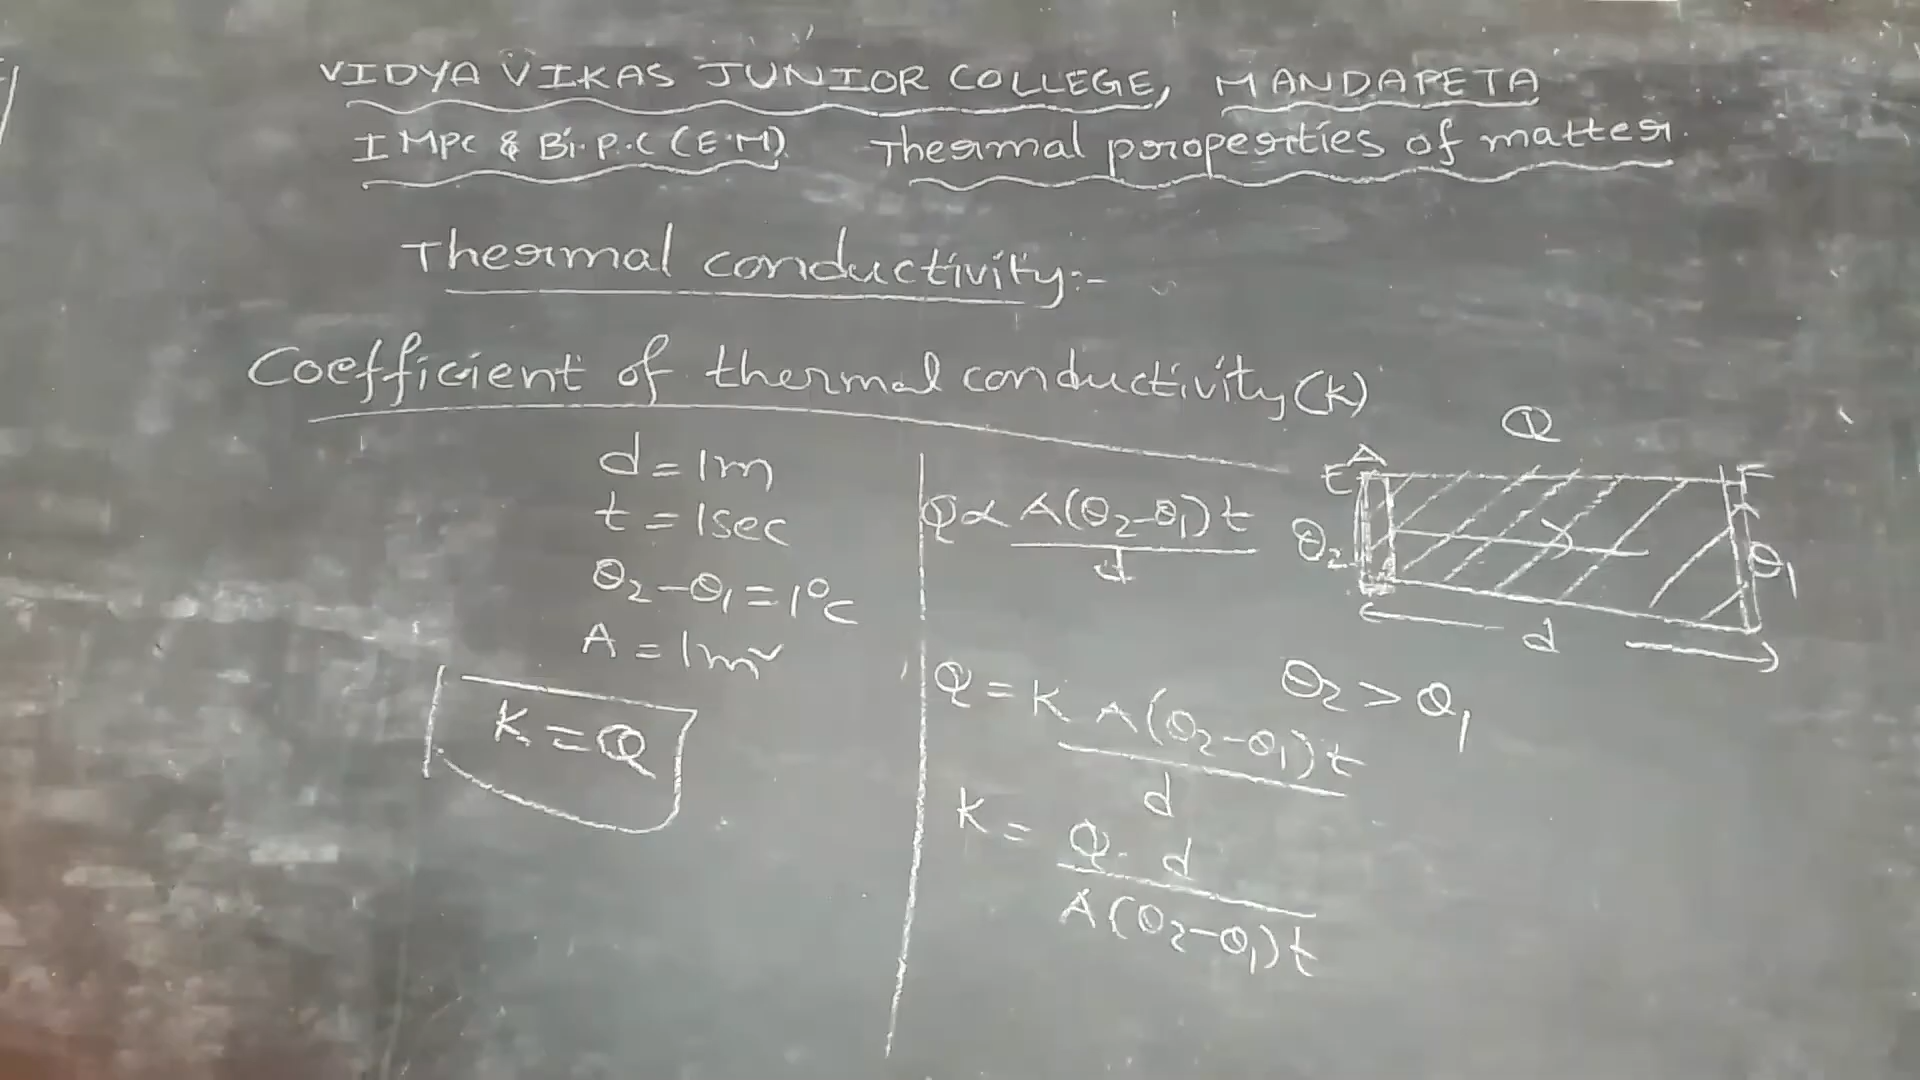 VIDYA VIKAS JUNIOR COLLEGE, MANDAPETA
I MPC & Bi.P.C (E.M) Thermal properties of matter.
Thermal conductivity:-
Coefficient of thermal conductivity (K)
d = 1m
t = 1sec
θ₂-θ₁ = 1°C
A = 1m²
K = Q
Q ∝ A(θ₂-θ₁)t / d
Q = K A(θ₂-θ₁)t / d
K = Q. d / A(θ₂-θ₁)t
Q
A
θ₂
θ₁
d
θ₂ > θ₁